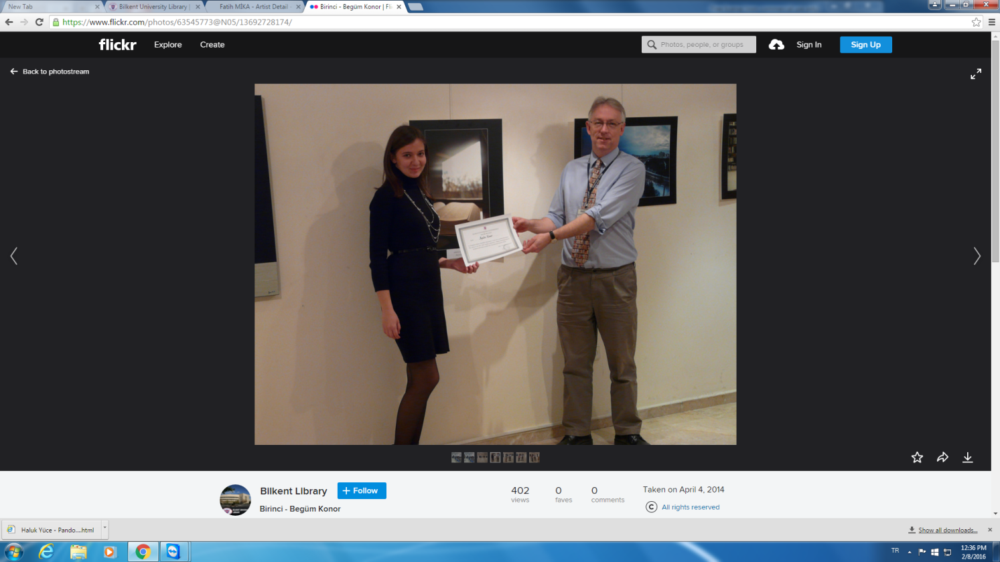 New Tab
Bilkent University Library |
Fatih MİKA - Artist Detail -
Birinci - Begüm Konor | Fli
https://www.flickr.com/photos/63545773@N05/13692728174/
flickr
Explore
Create
Photos, people, or groups
Sign In
Sign Up
Back to photostream
Bilkent Library
+ Follow
Birinci - Begüm Konor
402
views
0
faves
0
comments
Taken on April 4, 2014
All rights reserved
Haluk Yüce - Pando....html
Show all downloads...
TR
12:36 PM
2/8/2016